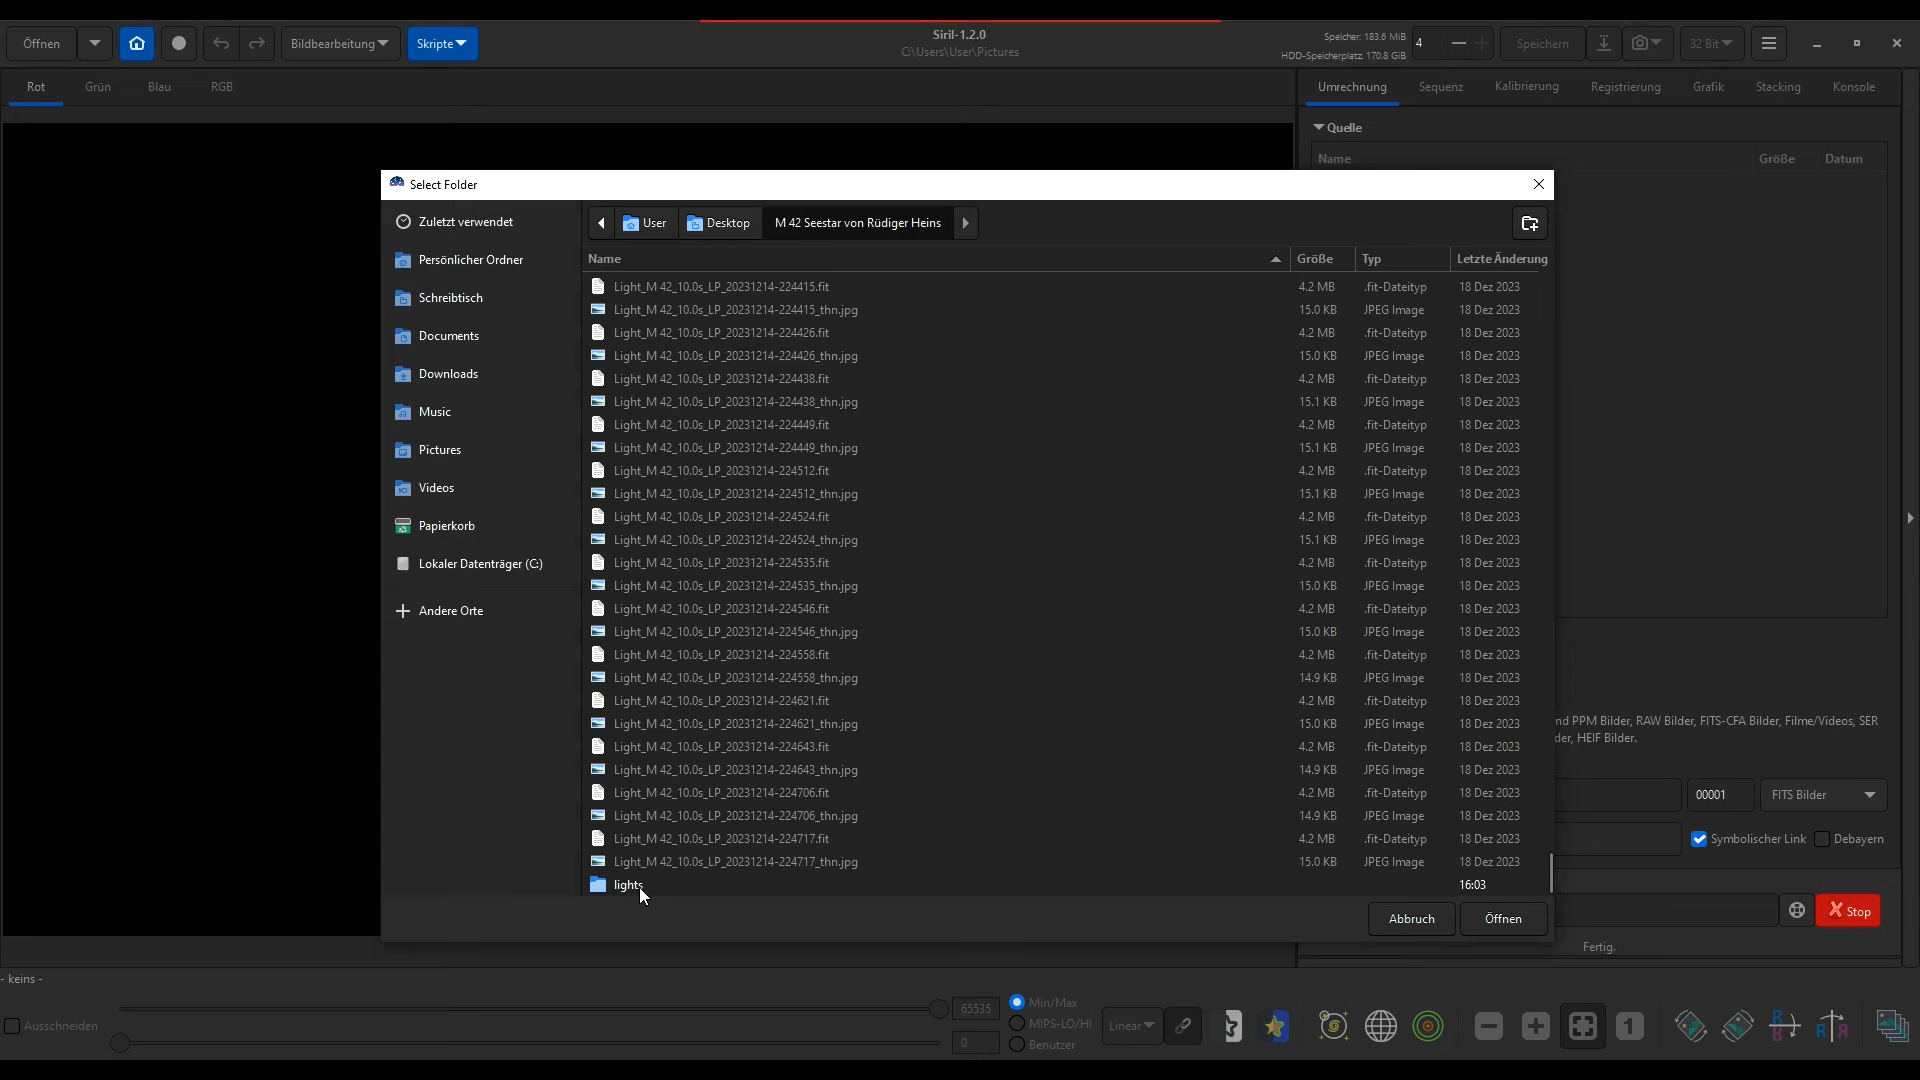 Öffnen
Bildbearbeitung
Skripte
Siril-1.2.0
C:\Users\User\Pictures
Speicher: 183.6 MiB
HDD-Speicherplatz: 170.8 GiB
4
Speichern
32 Bit
Rot
Grün
Blau
RGB
Umrechnung
Sequenz
Kalibrierung
Registrierung
Grafik
Stacking
Konsole
Quelle
Name
Größe
Datum
Select Folder
Zuletzt verwendet
Persönlicher Ordner
Schreibtisch
Documents
Downloads
Music
Pictures
Videos
Papierkorb
Lokaler Datenträger (C:)
Andere Orte
User
Desktop
M 42 Seestar von Rüdiger Heins
Name Größe Typ Letzte Änderung
Light_M 42_10.0s_LP_20231214-224415.fit 4.2 MB .fit-Dateityp 18 Dez 2023
Light_M 42_10.0s_LP_20231214-224415_thn.jpg 15.0 KB JPEG Image 18 Dez 2023
Light_M 42_10.0s_LP_20231214-224426.fit 4.2 MB .fit-Dateityp 18 Dez 2023
Light_M 42_10.0s_LP_20231214-224426_thn.jpg 15.0 KB JPEG Image 18 Dez 2023
Light_M 42_10.0s_LP_20231214-224438.fit 4.2 MB .fit-Dateityp 18 Dez 2023
Light_M 42_10.0s_LP_20231214-224438_thn.jpg 15.1 KB JPEG Image 18 Dez 2023
Light_M 42_10.0s_LP_20231214-224449.fit 4.2 MB .fit-Dateityp 18 Dez 2023
Light_M 42_10.0s_LP_20231214-224449_thn.jpg 15.1 KB JPEG Image 18 Dez 2023
Light_M 42_10.0s_LP_20231214-224512.fit 4.2 MB .fit-Dateityp 18 Dez 2023
Light_M 42_10.0s_LP_20231214-224512_thn.jpg 15.1 KB JPEG Image 18 Dez 2023
Light_M 42_10.0s_LP_20231214-224524.fit 4.2 MB .fit-Dateityp 18 Dez 2023
Light_M 42_10.0s_LP_20231214-224524_thn.jpg 15.1 KB JPEG Image 18 Dez 2023
Light_M 42_10.0s_LP_20231214-224535.fit 4.2 MB .fit-Dateityp 18 Dez 2023
Light_M 42_10.0s_LP_20231214-224535_thn.jpg 15.0 KB JPEG Image 18 Dez 2023
Light_M 42_10.0s_LP_20231214-224546.fit 4.2 MB .fit-Dateityp 18 Dez 2023
Light_M 42_10.0s_LP_20231214-224546_thn.jpg 15.0 KB JPEG Image 18 Dez 2023
Light_M 42_10.0s_LP_20231214-224558.fit 4.2 MB .fit-Dateityp 18 Dez 2023
Light_M 42_10.0s_LP_20231214-224558_thn.jpg 14.9 KB JPEG Image 18 Dez 2023
Light_M 42_10.0s_LP_20231214-224621.fit 4.2 MB .fit-Dateityp 18 Dez 2023
Light_M 42_10.0s_LP_20231214-224621_thn.jpg 15.0 KB JPEG Image 18 Dez 2023
Light_M 42_10.0s_LP_20231214-224643.fit 4.2 MB .fit-Dateityp 18 Dez 2023
Light_M 42_10.0s_LP_20231214-224643_thn.jpg 14.9 KB JPEG Image 18 Dez 2023
Light_M 42_10.0s_LP_20231214-224706.fit 4.2 MB .fit-Dateityp 18 Dez 2023
Light_M 42_10.0s_LP_20231214-224706_thn.jpg 14.9 KB JPEG Image 18 Dez 2023
Light_M 42_10.0s_LP_20231214-224717.fit 4.2 MB .fit-Dateityp 18 Dez 2023
Light_M 42_10.0s_LP_20231214-224717_thn.jpg 15.0 KB JPEG Image 18 Dez 2023
lights 16:03
Abbruch
Öffnen
nd PPM Bilder, RAW Bilder, FITS-CFA Bilder, Filme/Videos, SER
der, HEIF Bilder.
00001
FITS Bilder
Symbolischer Link
Debayern
Stop
Fertig.
- keins -
Ausschneiden
65535
0
Min/Max
MIPS-LO/HI
Benutzer
Linear
1
R
R
R R